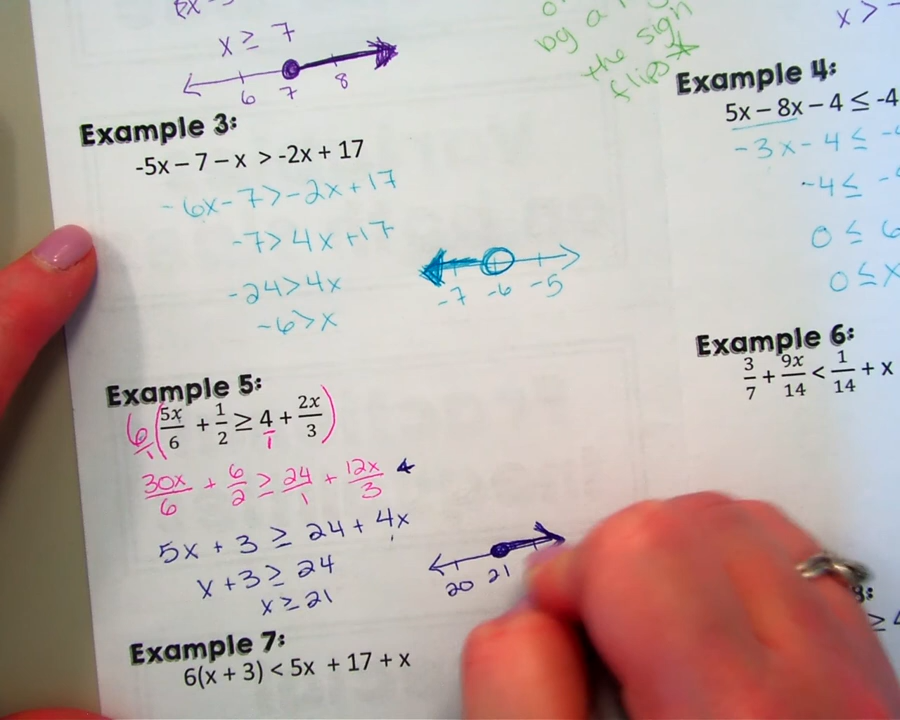 x ≥ 7
6 7 8
by a
the sign
flips
x >
Example 3:
-5x – 7 – x > -2x + 17
-6x-7>-2x+17
-7>4x+17
-24>4x
-6>x
-7 -6 -5
Example 4:
5x – 8x – 4 ≤ -4
-3x-4 ≤
-4 ≤
0 ≤ 6
0 ≤ x
Example 5:
6/1 (5x/6 + 1/2 ≥ 4/1 + 2x/3)
30x/6 + 6/2 ≥ 24/1 + 12x/3
5x + 3 ≥ 24 + 4x
x + 3 ≥ 24
x ≥ 21
20 21
Example 6:
3/7 + 9x/14 < 1/14 + x
8:
≥
Example 7:
6(x + 3) < 5x + 17 + x